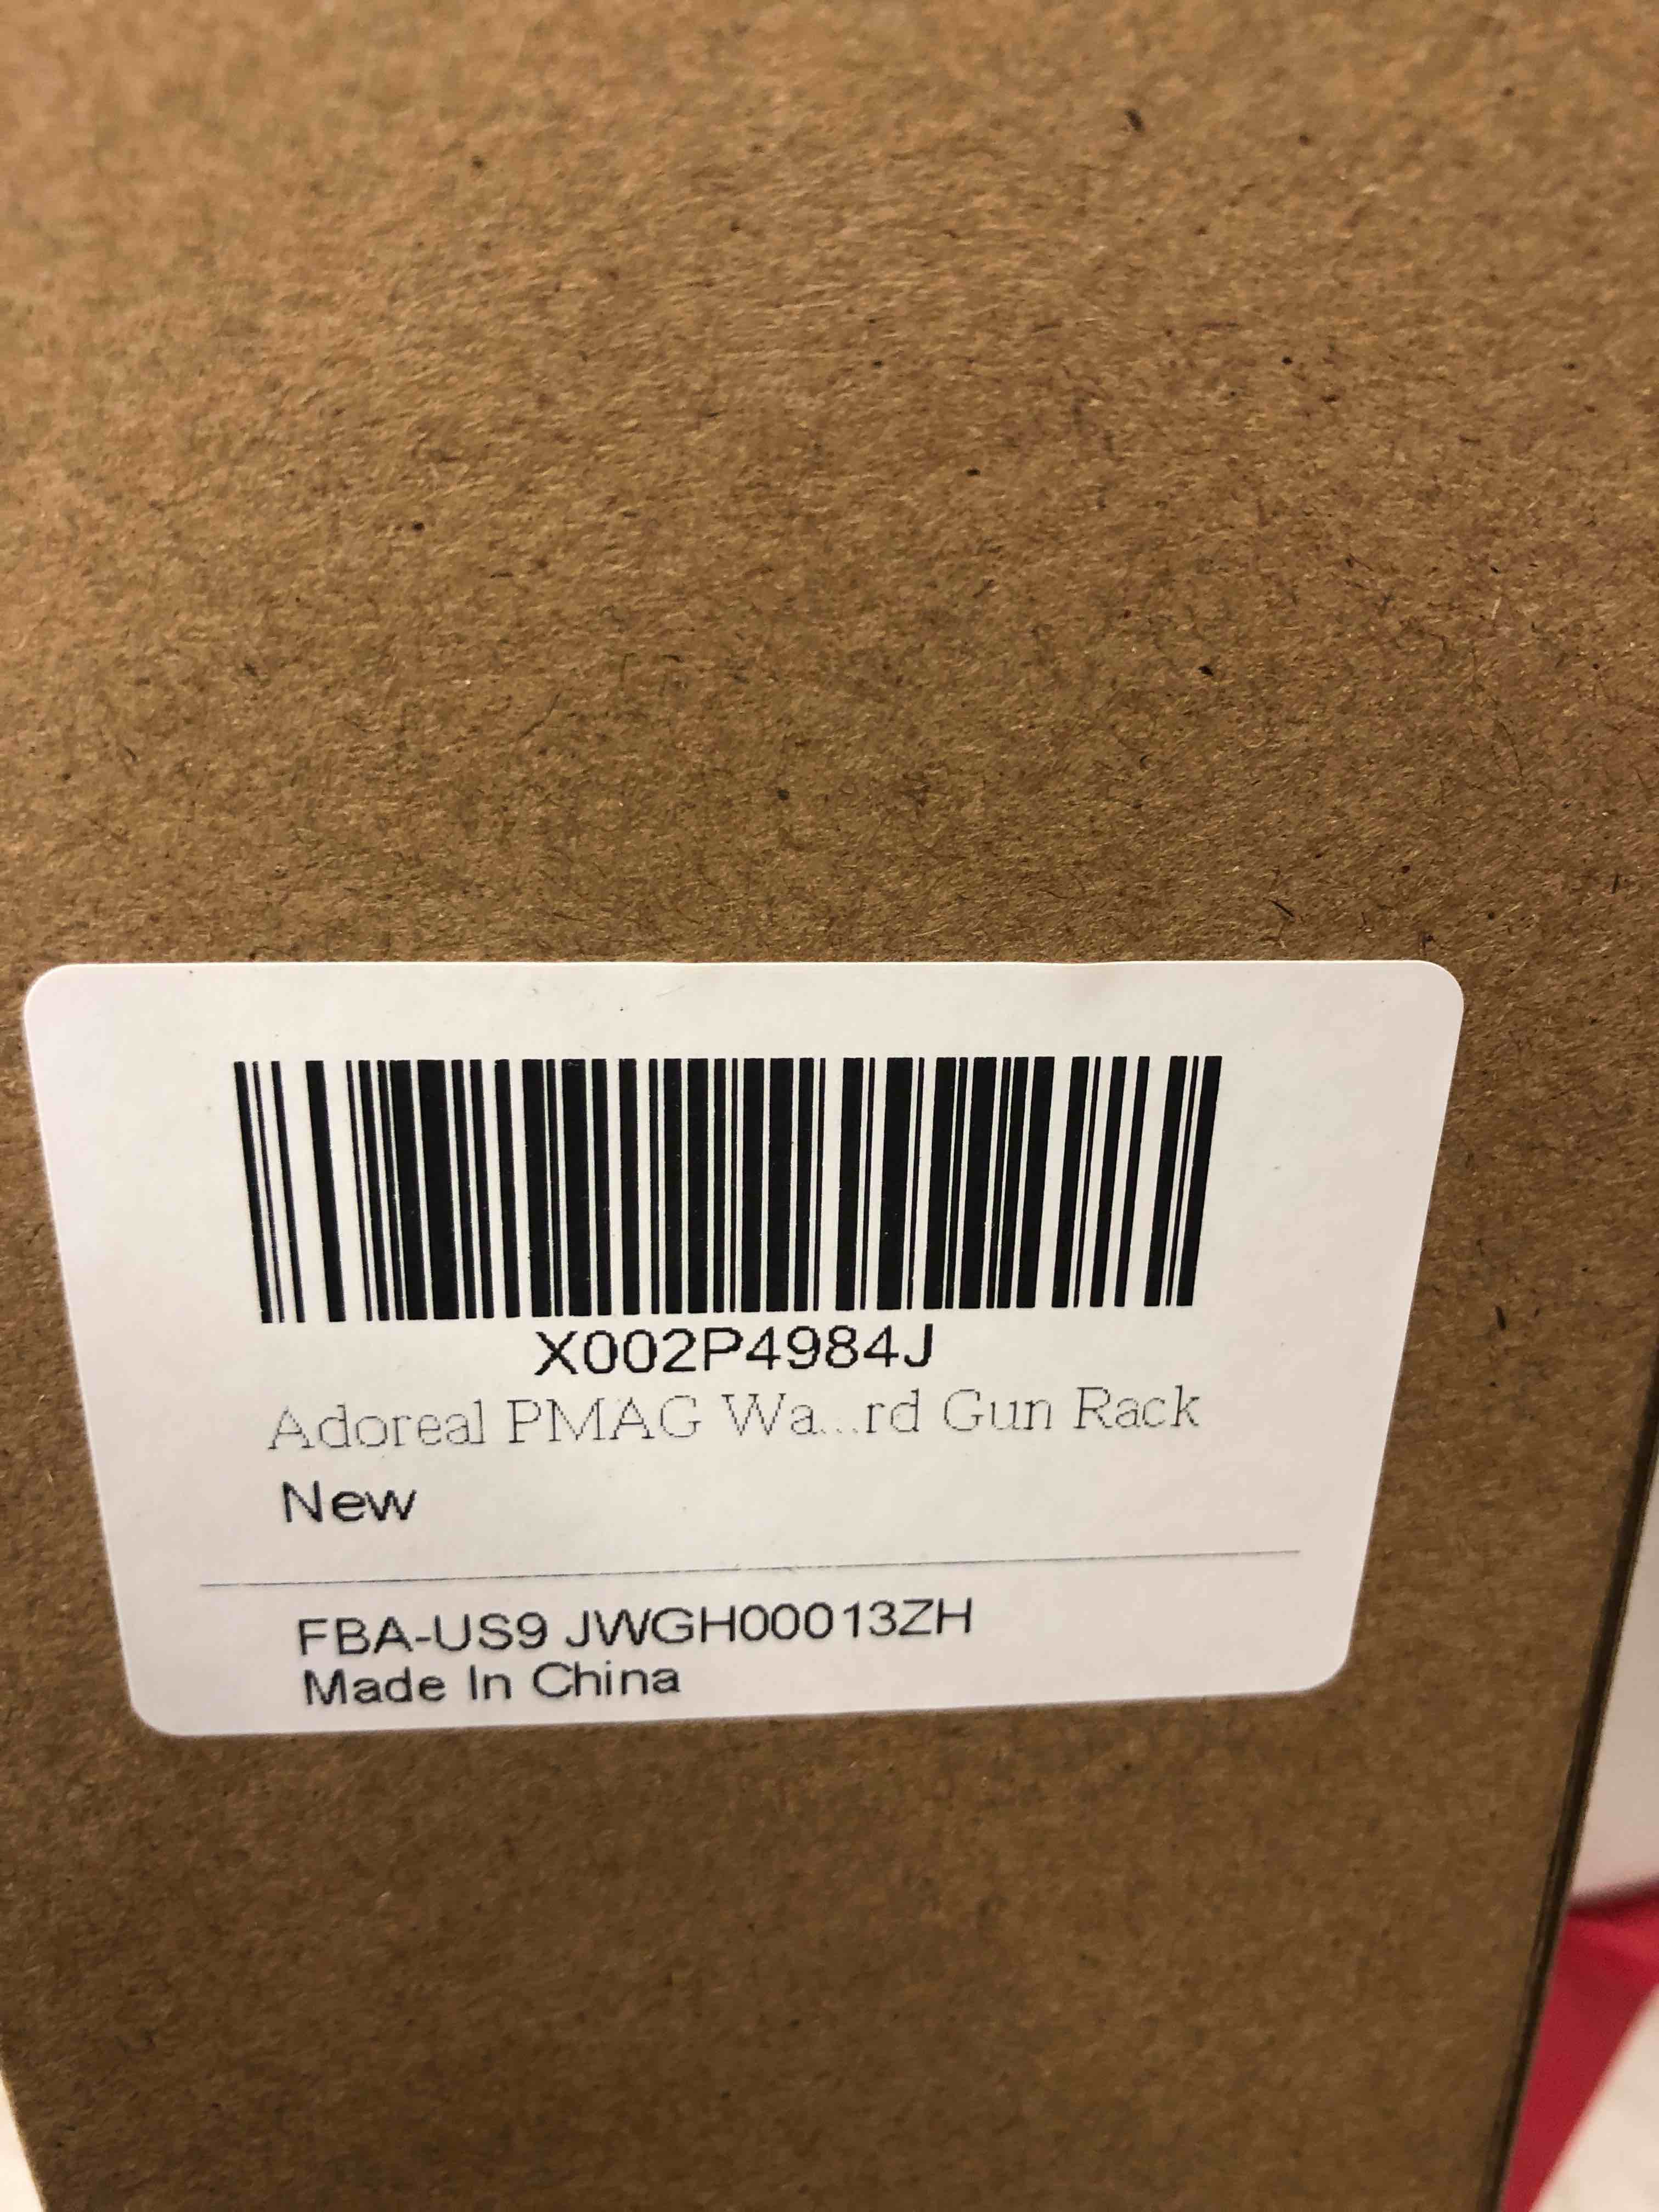 X002P4984J
Adoreal PMAG Wa...rd Gun Rack
New
FBA-US9 JWGH00013ZH
Made In China